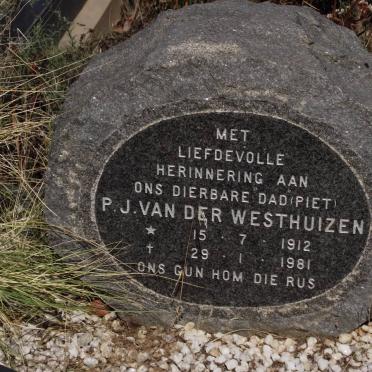 MET
LIEFDEVOLLE
HERINNERING AAN
ONS DIERBARE DAD(PIET)
P.J.VAN DER WESTHUIZEN
★ 15 . 7 . 1912
† 29 . 1 . 1981
ONS GUN HOM DIE RUS